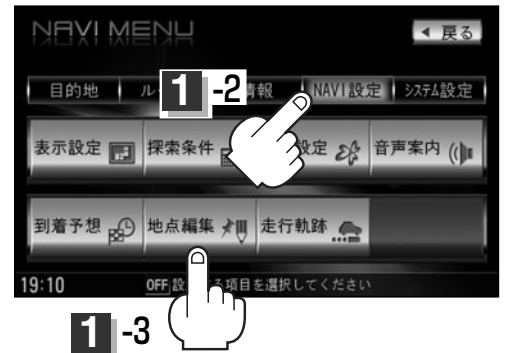 NAVI MENU ◀ 戻る
目的地 ル 情報 NAVI設定 システム設定
1 -2
表示設定 探索条件 設定 音声案内
到着予想 地点編集 走行軌跡
19:10 OFF 設 る項目を選択してください
1 -3